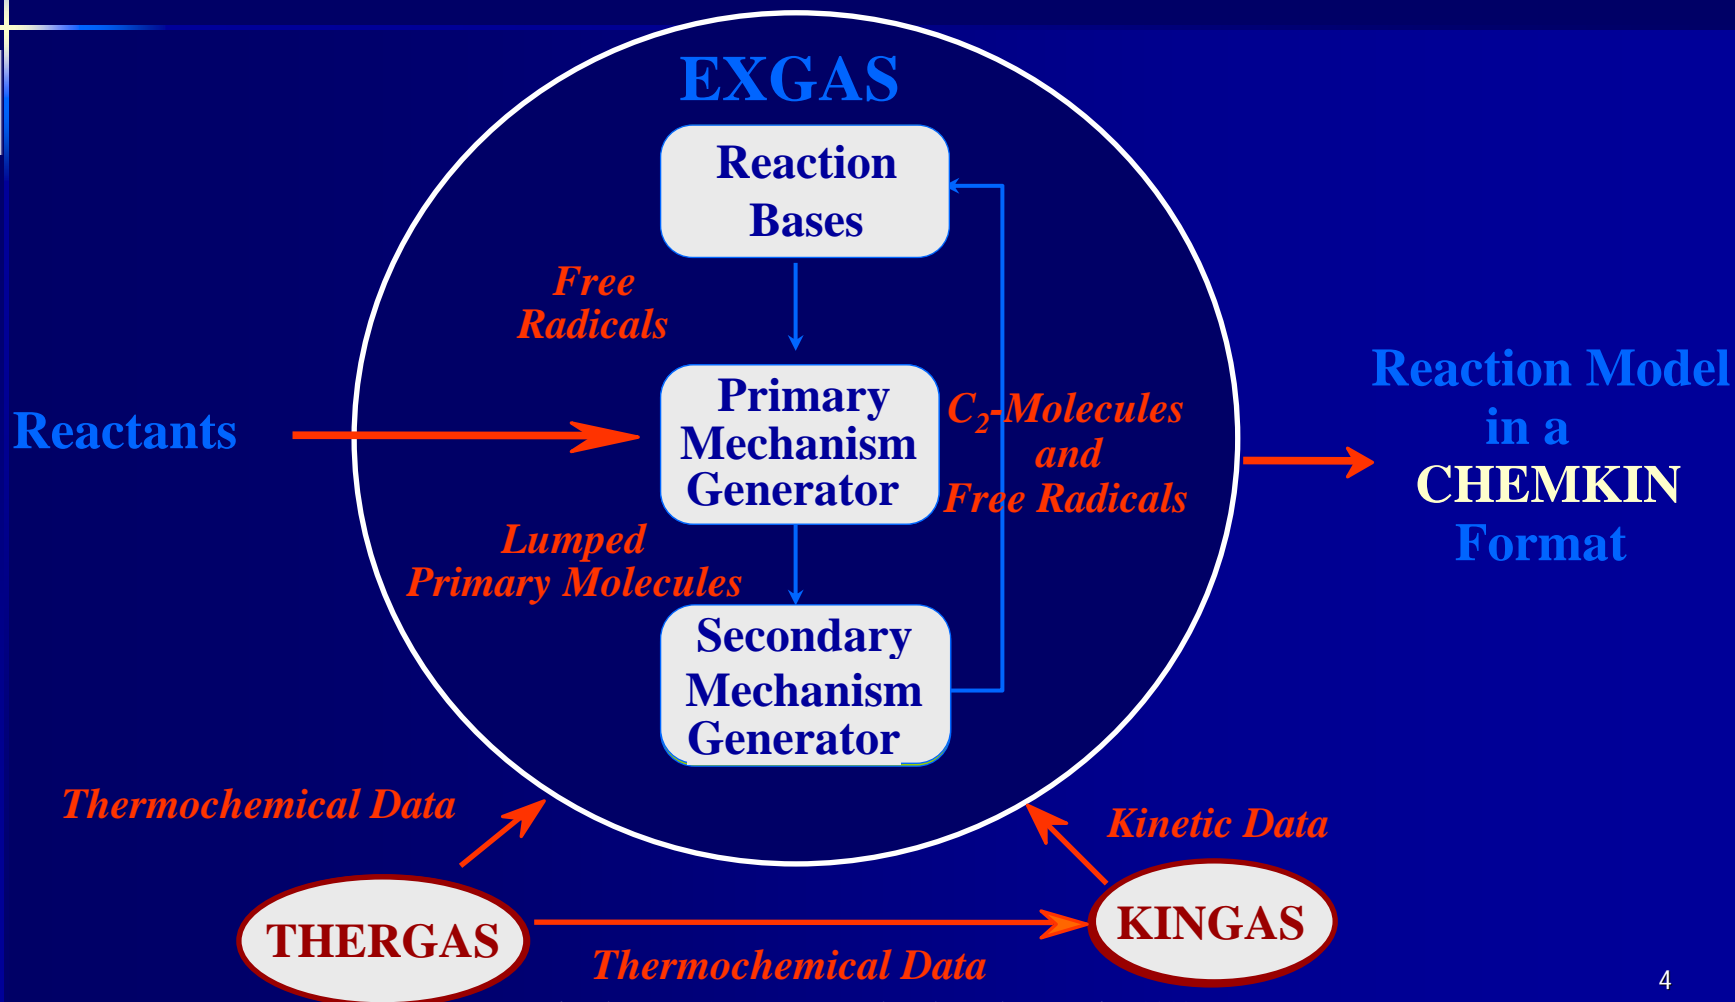 EXGAS
Reaction
Bases
Free
Radicals
Primary
Mechanism
Generator
C₂-Molecules
and
Free Radicals
Reactants
Reaction Model
in a
CHEMKIN
Format
Lumped
Primary Molecules
Secondary
Mechanism
Generator
Thermochemical Data
Kinetic Data
THERGAS
KINGAS
Thermochemical Data
4